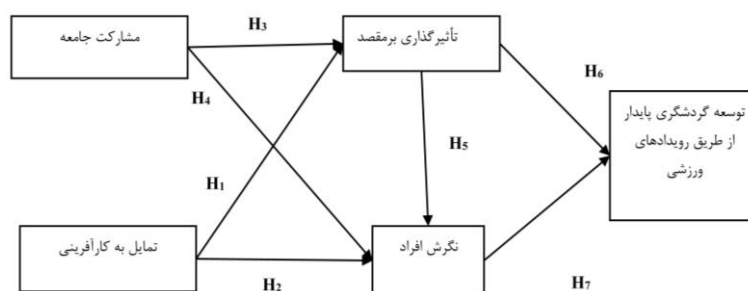 مشارکت جامعه
H3
تأثیرگذاری برمقصد
H4
H6
توسعه گردشگری پایدار
از طریق رویدادهای
ورزشی
H5
H1
تمایل به کارآفرینی
نگرش افراد
H2
H7